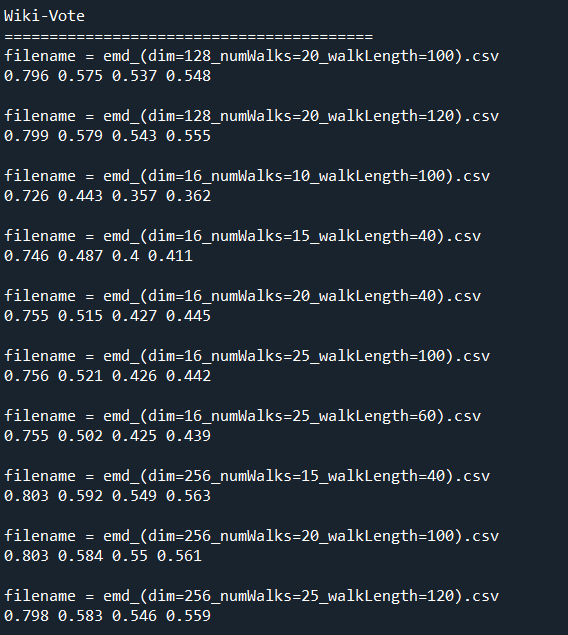 Wiki-Vote
=========================================
filename = emd_(dim=128_numWalks=20_walkLength=100).csv
0.796 0.575 0.537 0.548
filename = emd_(dim=128_numWalks=20_walkLength=120).csv
0.799 0.579 0.543 0.555
filename = emd_(dim=16_numWalks=10_walkLength=100).csv
0.726 0.443 0.357 0.362
filename = emd_(dim=16_numWalks=15_walkLength=40).csv
0.746 0.487 0.4 0.411
filename = emd_(dim=16_numWalks=20_walkLength=40).csv
0.755 0.515 0.427 0.445
filename = emd_(dim=16_numWalks=25_walkLength=100).csv
0.756 0.521 0.426 0.442
filename = emd_(dim=16_numWalks=25_walkLength=60).csv
0.755 0.502 0.425 0.439
filename = emd_(dim=256_numWalks=15_walkLength=40).csv
0.803 0.592 0.549 0.563
filename = emd_(dim=256_numWalks=20_walkLength=100).csv
0.803 0.584 0.55 0.561
filename = emd_(dim=256_numWalks=25_walkLength=120).csv
0.798 0.583 0.546 0.559